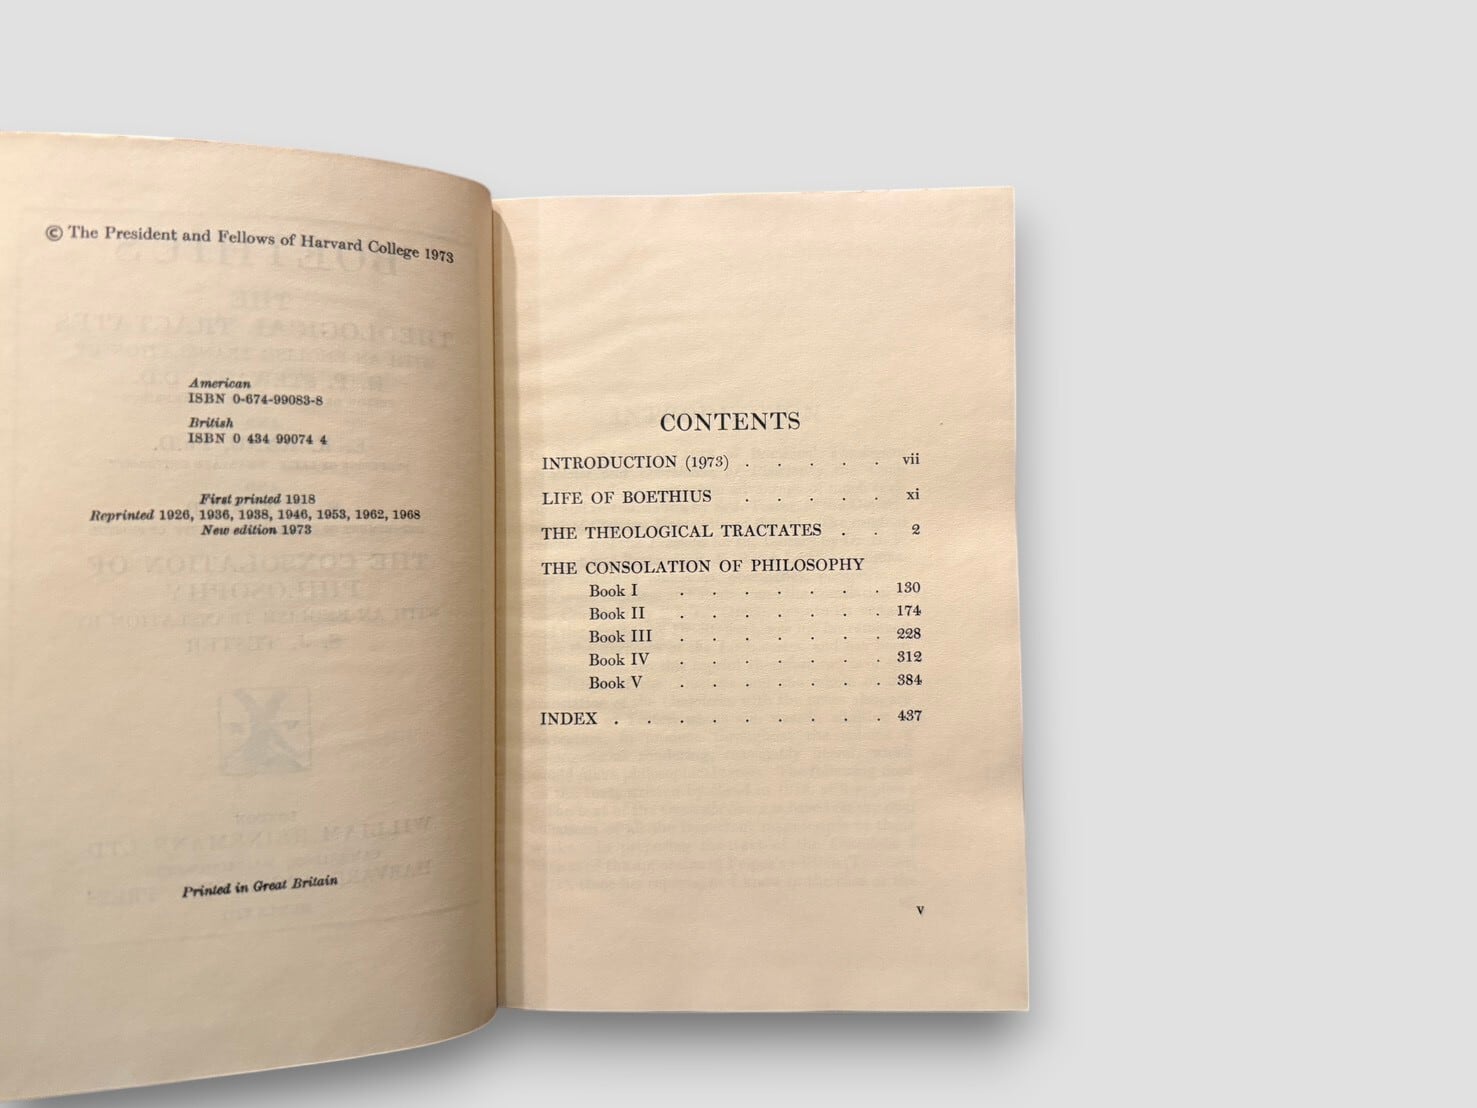 © The President and Fellows of Harvard College 1973
American
ISBN 0-674-99083-8
British
ISBN 0 434 99074 4
First printed 1918
Reprinted 1926, 1936, 1938, 1946, 1953, 1962, 1968
New edition 1973
Printed in Great Britain
CONTENTS
INTRODUCTION (1973) . . . . . vii
LIFE OF BOETHIUS . . . . . xi
THE THEOLOGICAL TRACTATES . . 2
THE CONSOLATION OF PHILOSOPHY
Book I . . . . . . . 130
Book II . . . . . . . 174
Book III . . . . . . . 228
Book IV . . . . . . . 312
Book V . . . . . . . 384
INDEX . . . . . . . . . 437
v